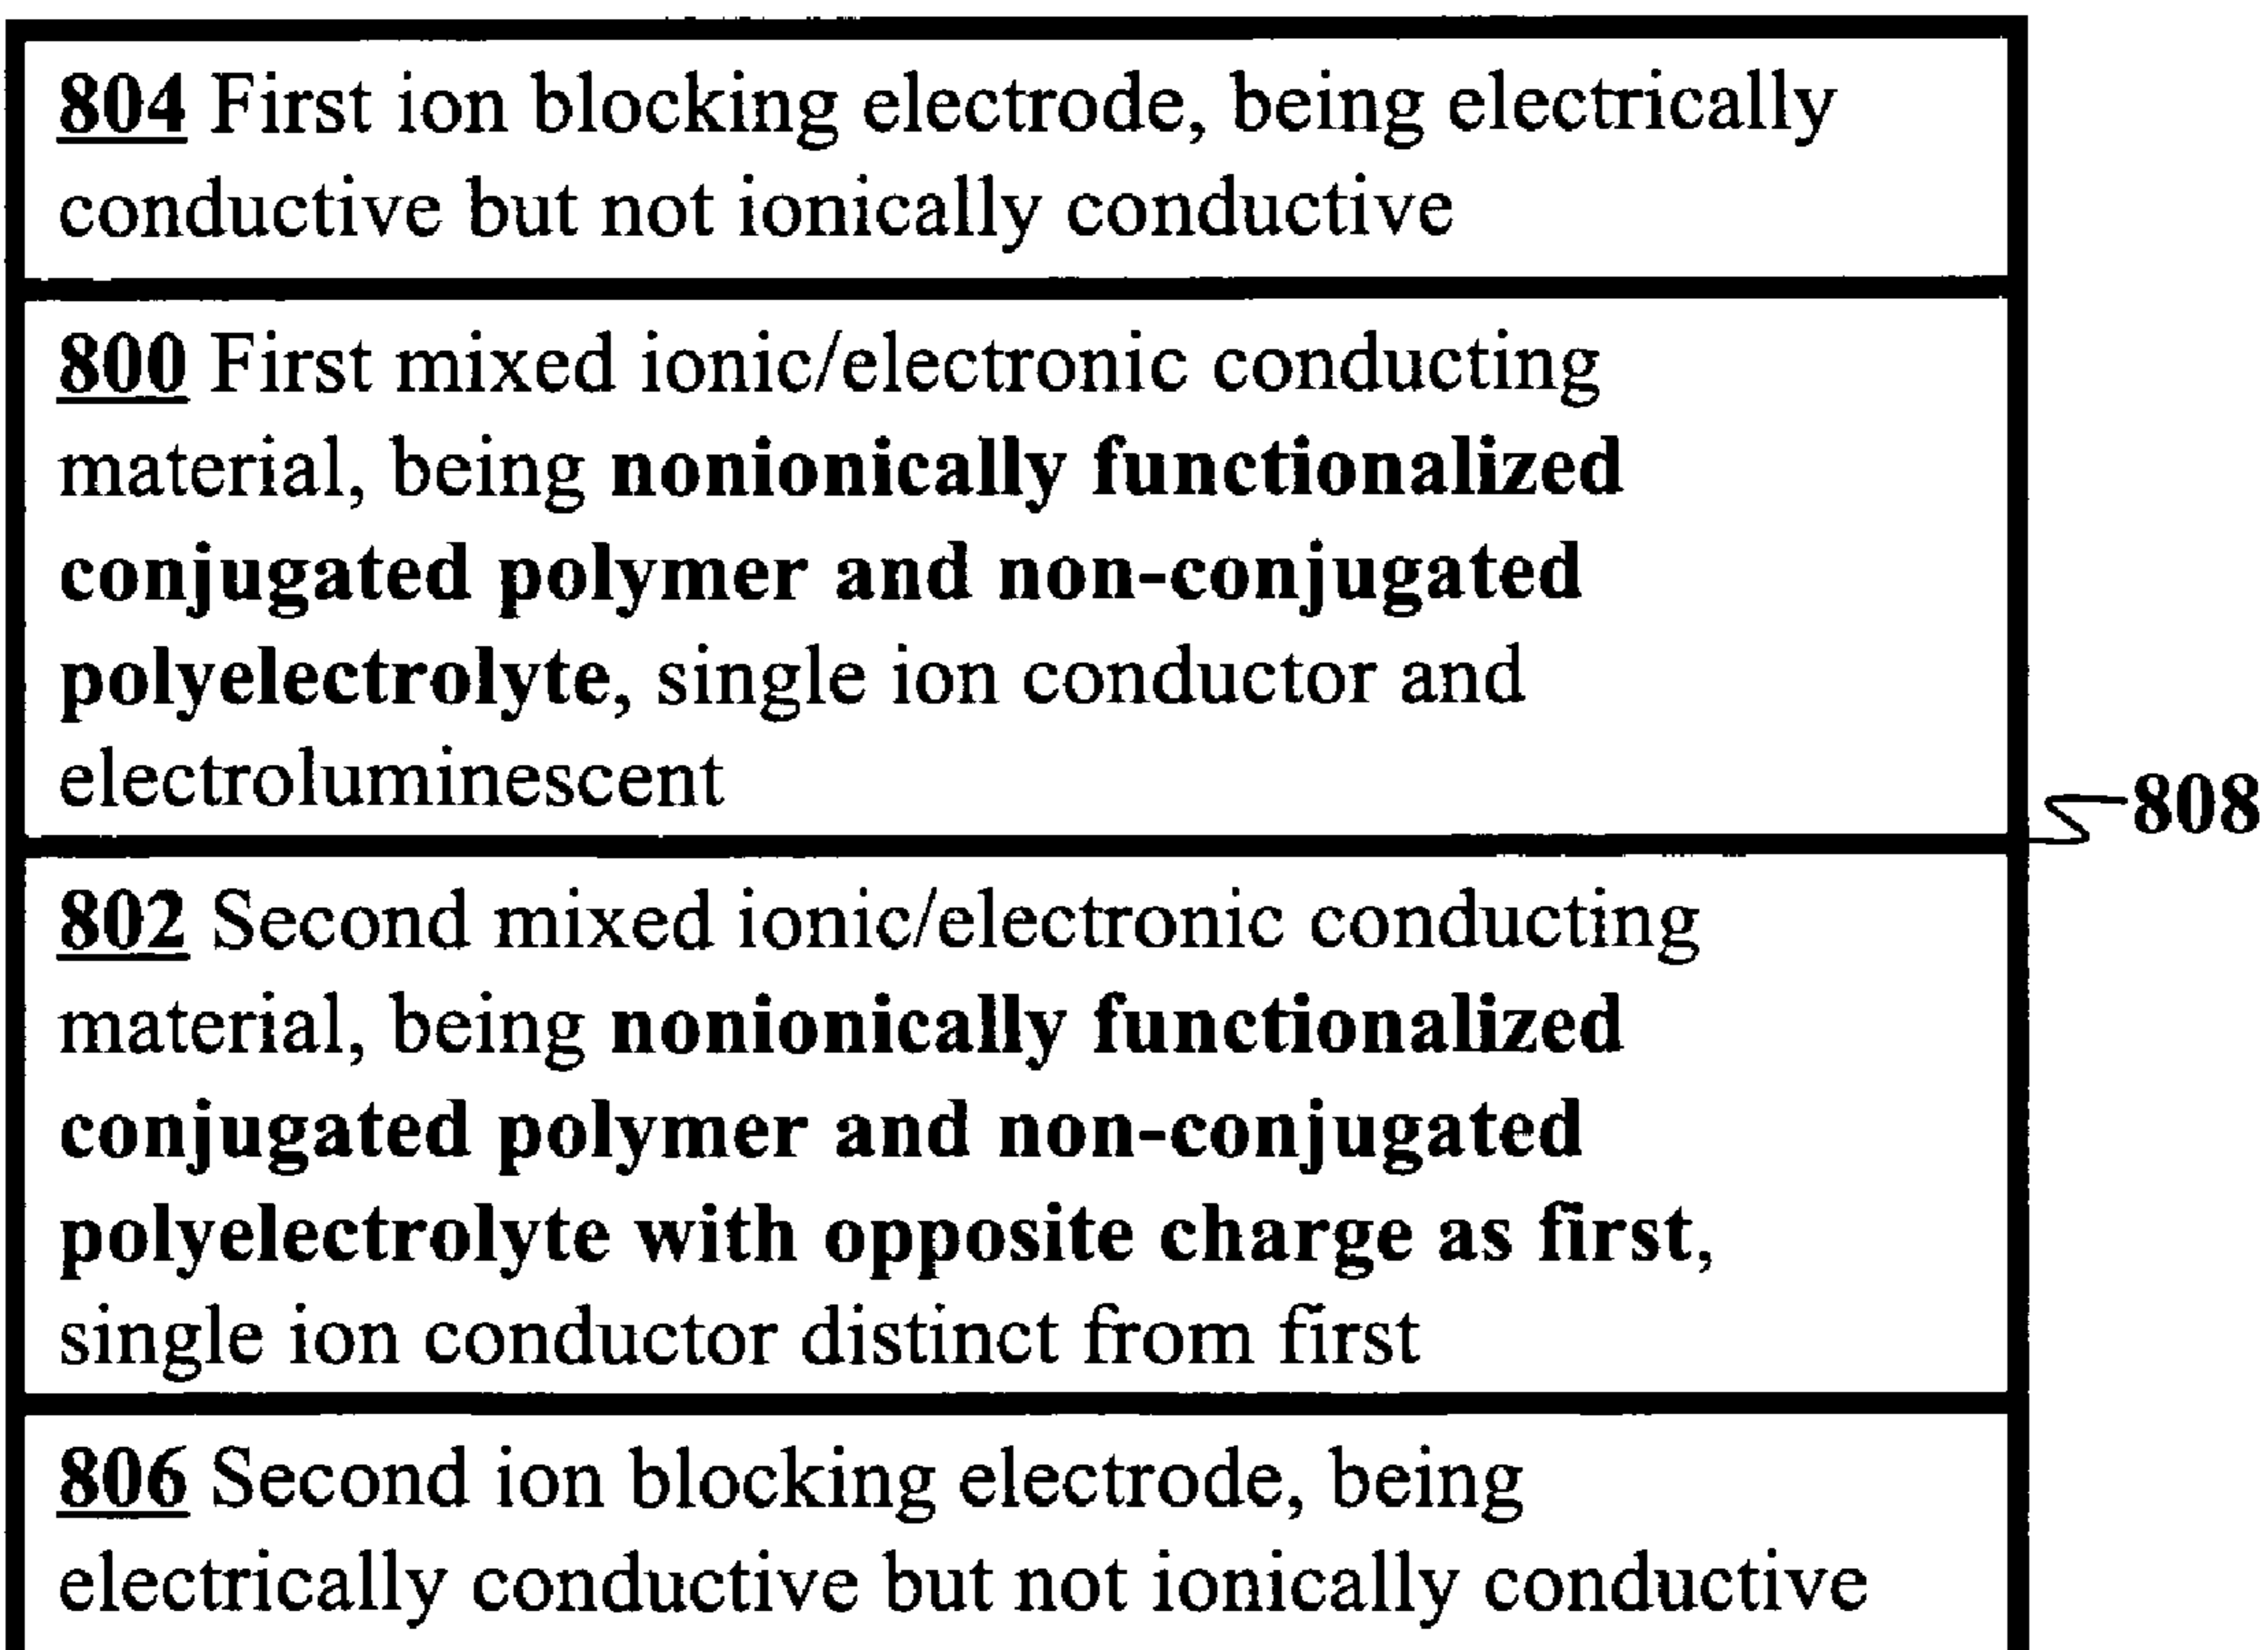 804 First ion blocking electrode, being electrically
conductive but not ionically conductive
800 First mixed ionic/electronic conducting
material, being nonionically functionalized
conjugated polymer and non-conjugated
polyelectrolyte, single ion conductor and
electroluminescent
808
802 Second mixed ionic/electronic conducting
material, being nonionically functionalized
conjugated polymer and non-conjugated
polyelectrolyte with opposite charge as first,
single ion conductor distinct from first
806 Second ion blocking electrode, being
electrically conductive but not ionically conductive